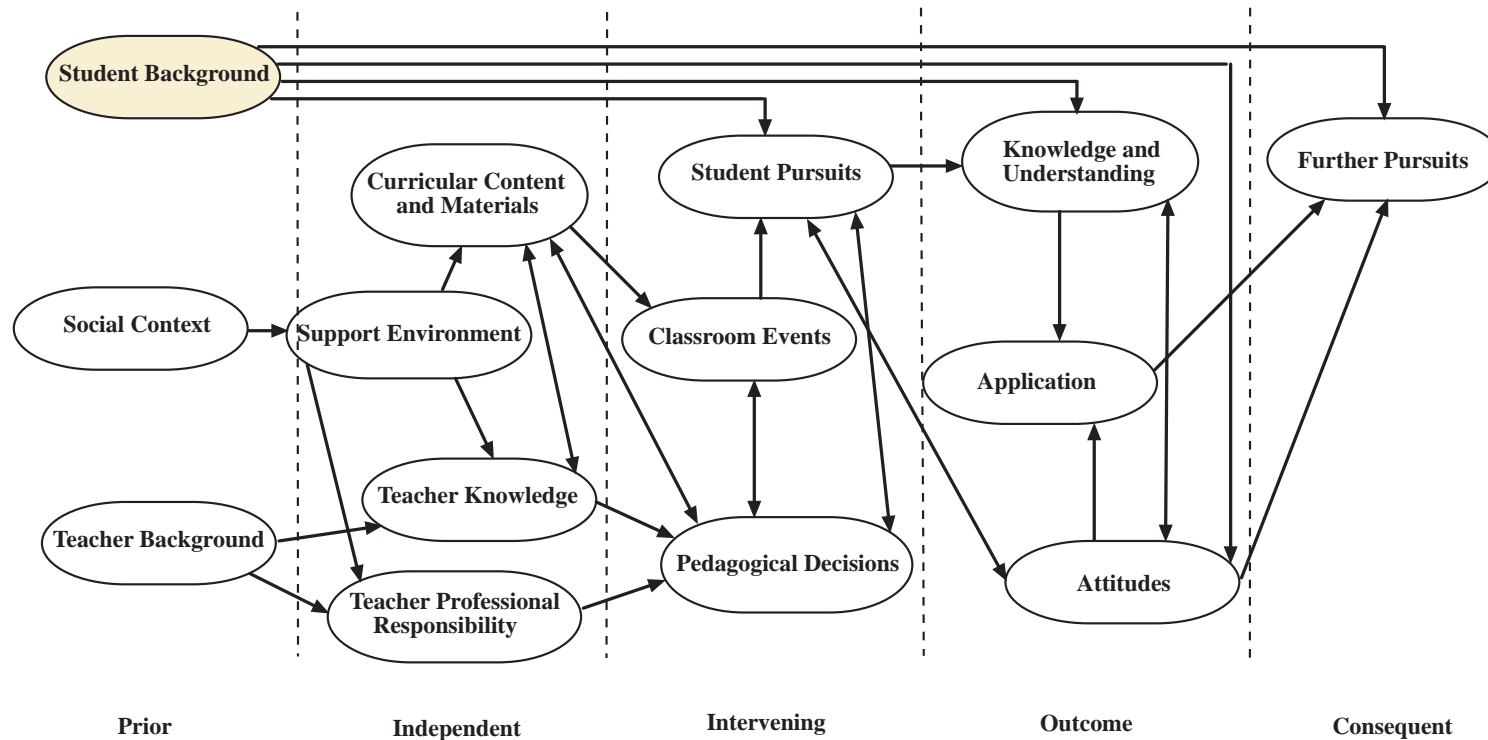 Student Background
Curricular Content
and Materials
Student Pursuits
Knowledge and
Understanding
Further Pursuits
Social Context
Support Environment
Classroom Events
Application
Teacher Background
Teacher Knowledge
Teacher Professional
Responsibility
Pedagogical Decisions
Attitudes
Prior
Independent
Intervening
Outcome
Consequent